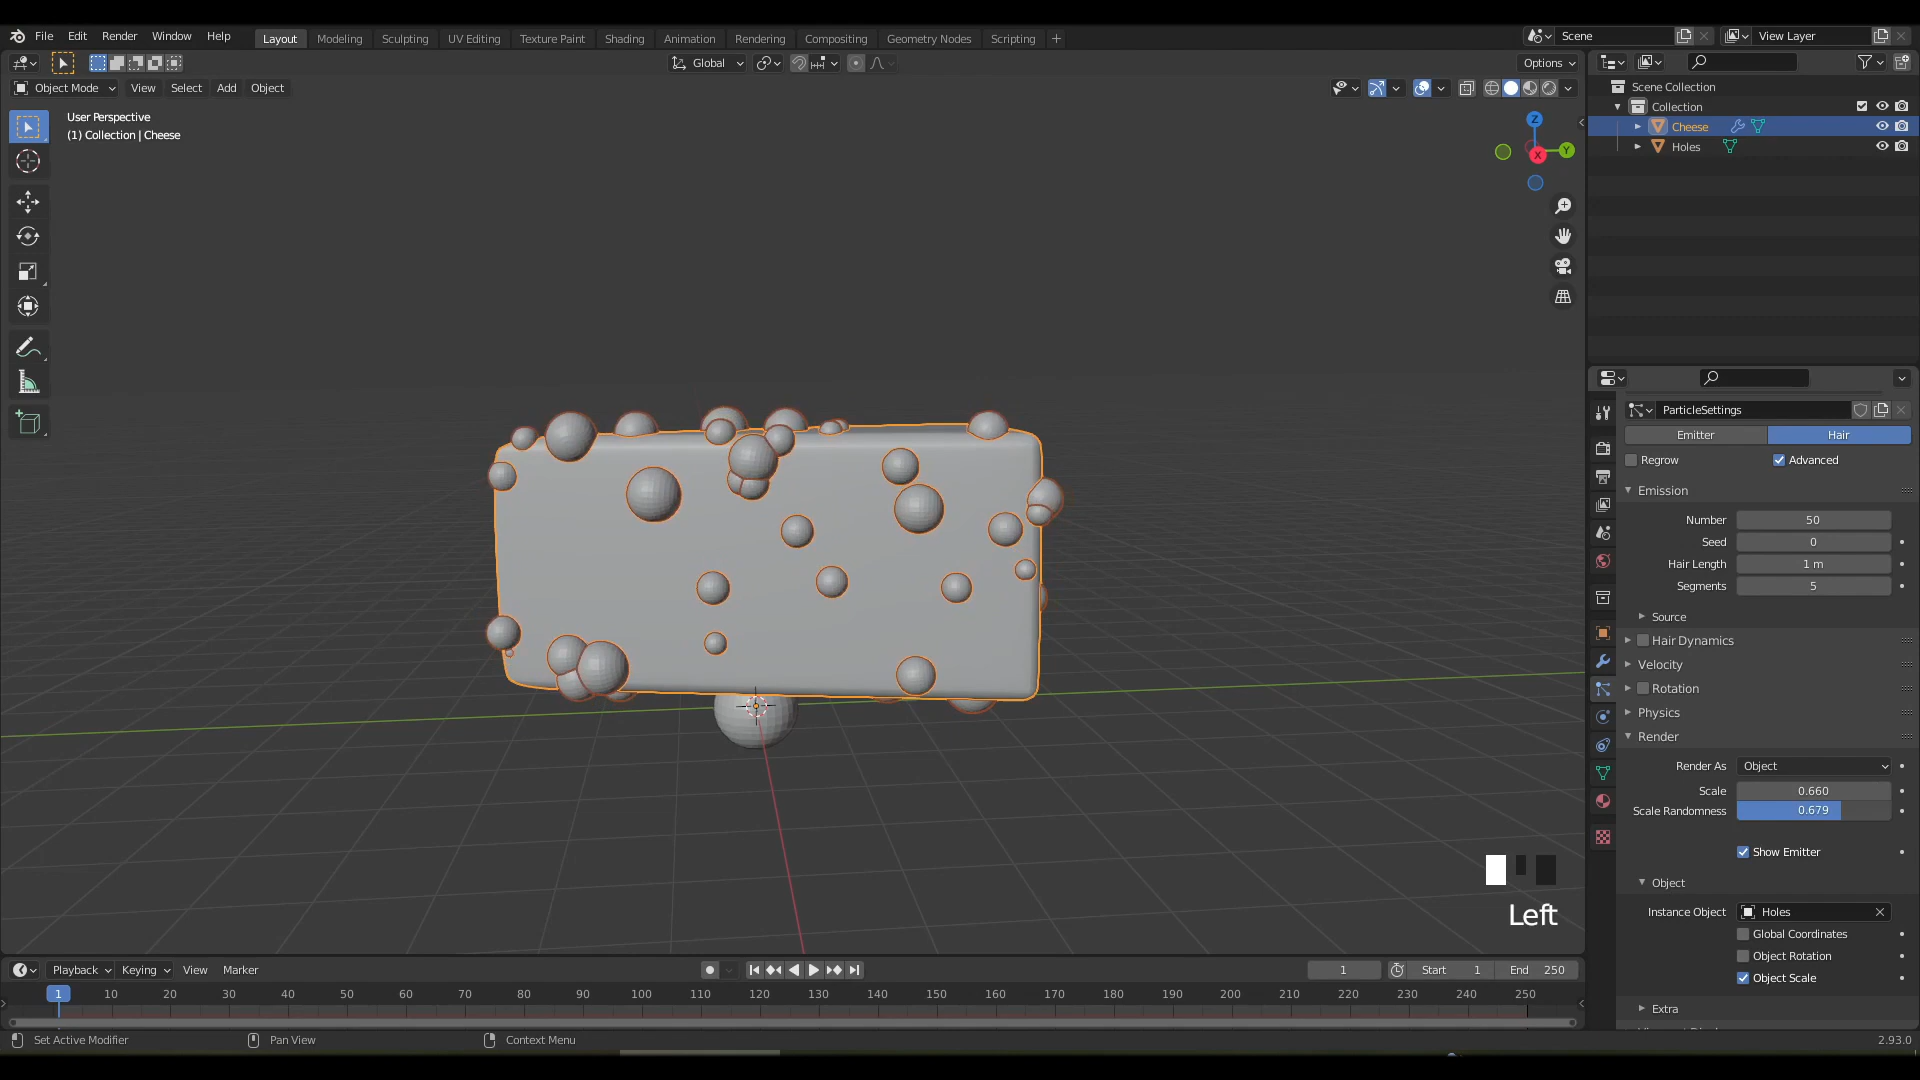 File Edit Render Window Help
Layout Modeling Sculpting UV Editing Texture Paint Shading Animation Rendering Compositing Geometry Nodes Scripting
Scene
View Layer
Global
Options
Object Mode View Select Add Object
User Perspective
(1) Collection | Cheese
Z
Y
X
Scene Collection
Collection
Cheese
Holes
ParticleSettings
Emitter Hair
Regrow Advanced
Emission
Number 50
Seed 0
Hair Length 1 m
Segments 5
Source
Hair Dynamics
Velocity
Rotation
Physics
Render
Render As Object
Scale 0.660
Scale Randomness 0.679
Show Emitter
Object
Instance Object Holes
Global Coordinates
Object Rotation
Object Scale
Extra
Left
Playback Keying View Marker
1 Start 1 End 250
1 10 20 30 40 50 60 70 80 90 100 110 120 130 140 150 160 170 180 190 200 210 220 230 240 250
Set Active Modifier Pan View Context Menu
2.93.0